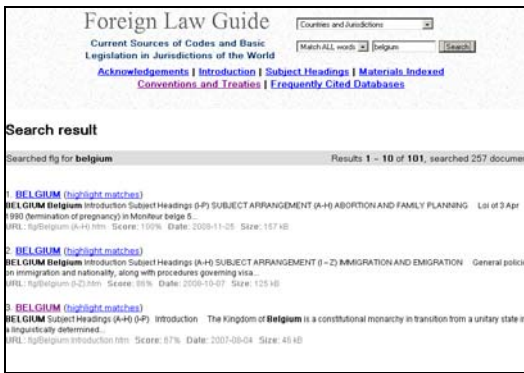 Foreign Law Guide
Current Sources of Codes and Basic
Legislation in Jurisdictions of the World
Countries and Jurisdictions
Match ALL words belgium Search
Acknowledgements | Introduction | Subject Headings | Materials Indexed
Conventions and Treaties | Frequently Cited Databases
Search result
Searched flg for belgium Results 1 - 10 of 101, searched 257 docume
1. BELGIUM (highlight matches)
BELGIUM Belgium Introduction Subject Headings (I-P) SUBJECT ARRANGEMENT (A-H) ABORTION AND FAMILY PLANNING Loi of 3 Apr
1990 (termination of pregnancy) in Moniteur belge 5...
URL: flg/Belgium (A-H).htm Score: 100% Date: 2008-11-25 Size: 157 kB
2. BELGIUM (highlight matches)
BELGIUM Belgium Introduction Subject Headings (A-H) SUBJECT ARRANGEMENT (I – Z) IMMIGRATION AND EMIGRATION General polici
on immigration and nationality, along with procedures governing visa...
URL: flg/Belgium (I-Z).htm Score: 86% Date: 2008-10-07 Size: 125 kB
3. BELGIUM (highlight matches)
BELGIUM Subject Headings (A-H) (I-P) Introduction The Kingdom of Belgium is a constitutional monarchy in transition from a unitary state in
a linguistically determined...
URL: flg/Belgium Introduction.htm Score: 67% Date: 2007-08-04 Size: 46 kB